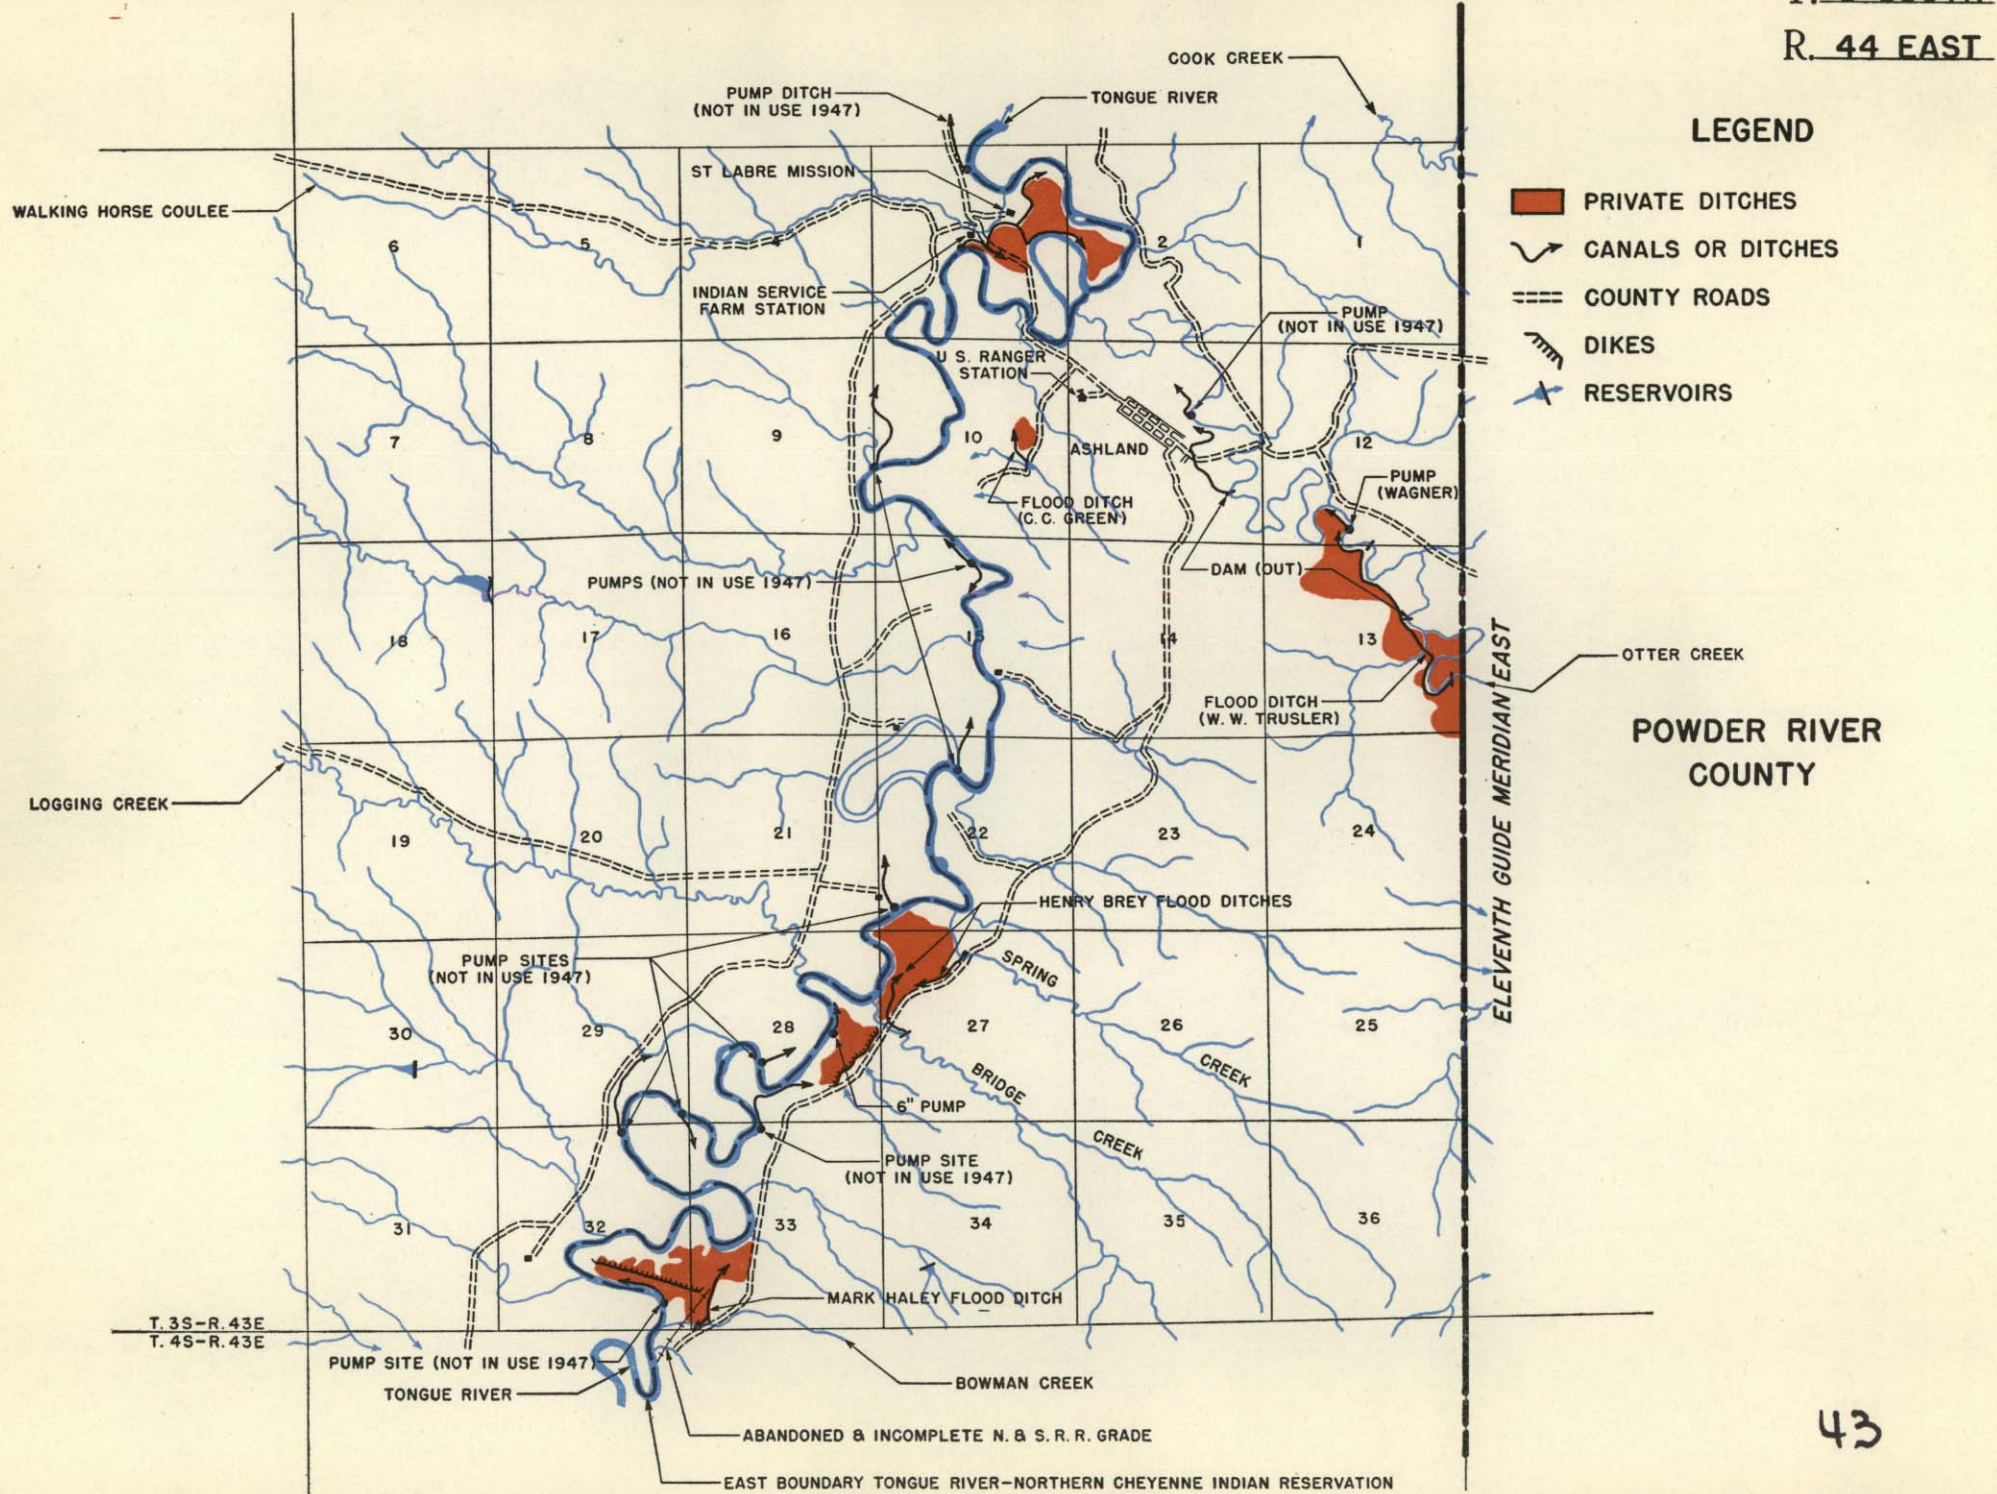 R. 44 EAST
COOK CREEK
PUMP DITCH
(NOT IN USE 1947)
TONGUE RIVER
LEGEND
PRIVATE DITCHES
CANALS OR DITCHES
COUNTY ROADS
DIKES
RESERVOIRS
ST LABRE MISSION
WALKING HORSE COULEE
6
5
4
2
1
INDIAN SERVICE
FARM STATION
PUMP
(NOT IN USE 1947)
U S. RANGER
STATION
7
8
9
10
ASHLAND
12
PUMP
(WAGNER)
FLOOD DITCH
(C.C. GREEN)
PUMPS (NOT IN USE 1947)
DAM (OUT)
18
17
16
15
14
13
OTTER CREEK
FLOOD DITCH
(W. W. TRUSLER)
ELEVENTH GUIDE MERIDIAN EAST
POWDER RIVER
COUNTY
LOGGING CREEK
19
20
21
22
23
24
HENRY BREY FLOOD DITCHES
PUMP SITES
(NOT IN USE 1947)
SPRING
CREEK
30
29
28
27
26
25
BRIDGE
CREEK
6" PUMP
PUMP SITE
(NOT IN USE 1947)
31
32
33
34
35
36
MARK HALEY FLOOD DITCH
T. 3S-R. 43E
T. 4S-R. 43E
PUMP SITE (NOT IN USE 1947)
TONGUE RIVER
BOWMAN CREEK
ABANDONED & INCOMPLETE N. & S. R. R. GRADE
EAST BOUNDARY TONGUE RIVER-NORTHERN CHEYENNE INDIAN RESERVATION
43